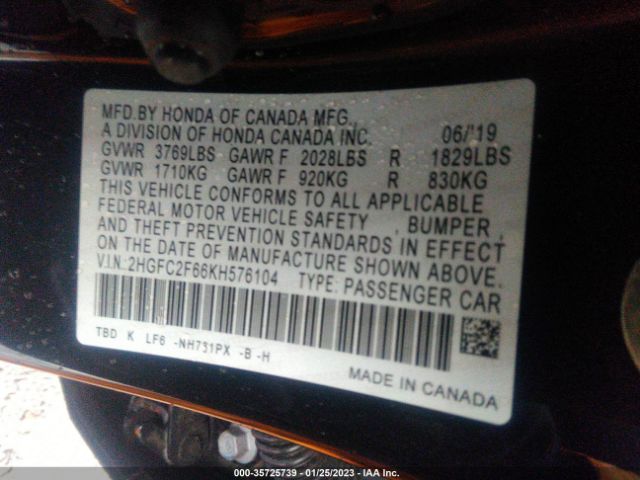 MFD.BY HONDA OF CANADA MFG.,
A DIVISION OF HONDA CANADA INC. 06/'19
GVWR 3769LBS GAWR F 2028LBS R 1829LBS
GVWR 1710KG GAWR F 920KG R 830KG
THIS VEHICLE CONFORMS TO ALL APPLICABLE
FEDERAL MOTOR VEHICLE SAFETY , BUMPER ,
AND THEFT PREVENTION STANDARDS IN EFFECT
ON THE DATE OF MANUFACTURE SHOWN ABOVE.
V.I.N.:2HGFC2F66KH576104 TYPE: PASSENGER CAR
TBD K LF6 -NH731PX -B -H
MADE IN CANADA
000-35725739 - 01/25/2023 - IAA Inc.